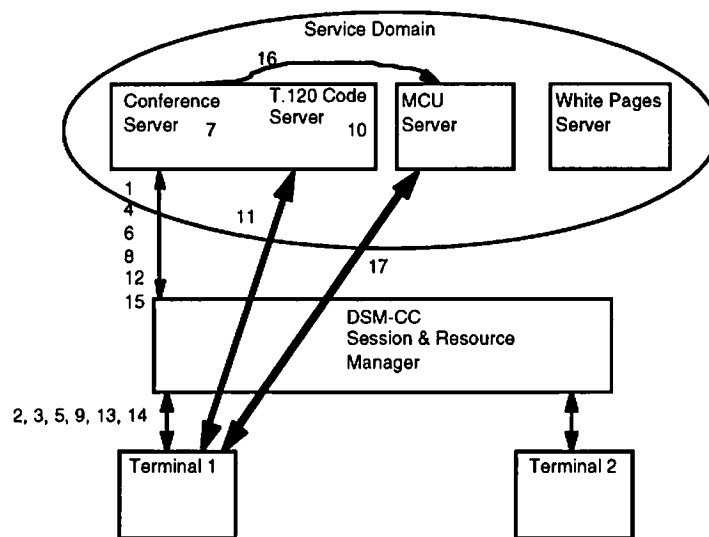 Service Domain
16
Conference
Server
7
T.120 Code
Server
10
MCU
Server
White Pages
Server
1
4
6
8
12
15
11
17
DSM-CC
Session & Resource
Manager
2, 3, 5, 9, 13, 14
Terminal 1
Terminal 2